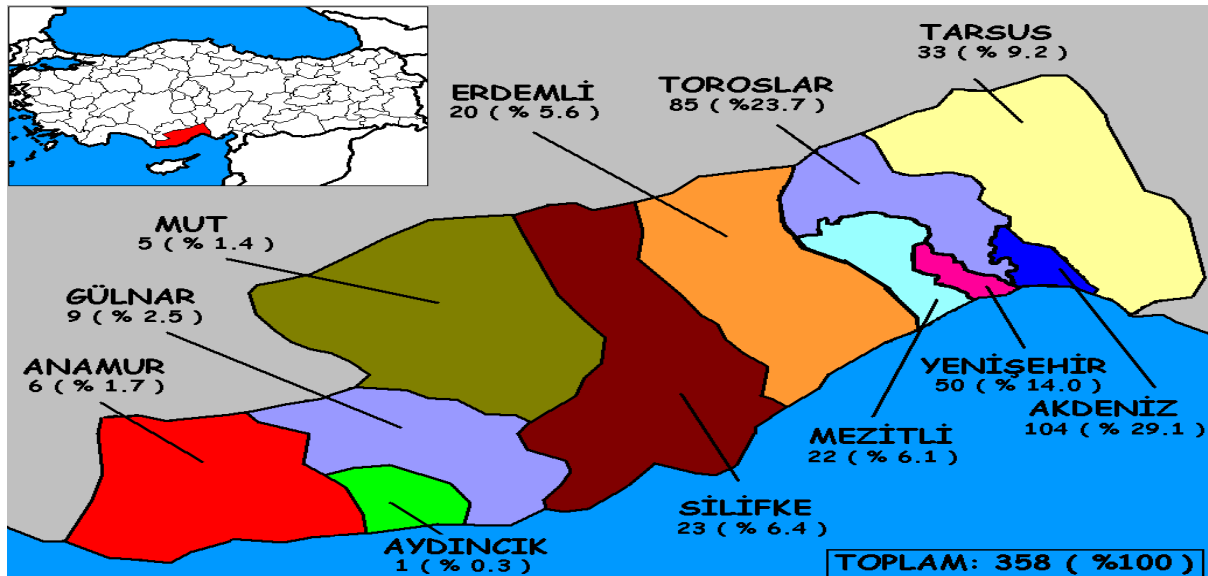 TARSUS
33 ( % 9.2 )
TOROSLAR
85 ( %23.7 )
ERDEMLİ
20 ( % 5.6 )
MUT
5 ( % 1.4 )
GÜLNAR
9 ( % 2.5 )
ANAMUR
6 ( % 1.7 )
YENİŞEHİR
50 ( % 14.0 )
AKDENİZ
104 ( % 29.1 )
MEZİTLİ
22 ( % 6.1 )
SİLİFKE
23 ( % 6.4 )
AYDINCIK
1 ( % 0.3 )
TOPLAM: 358 ( %100 )